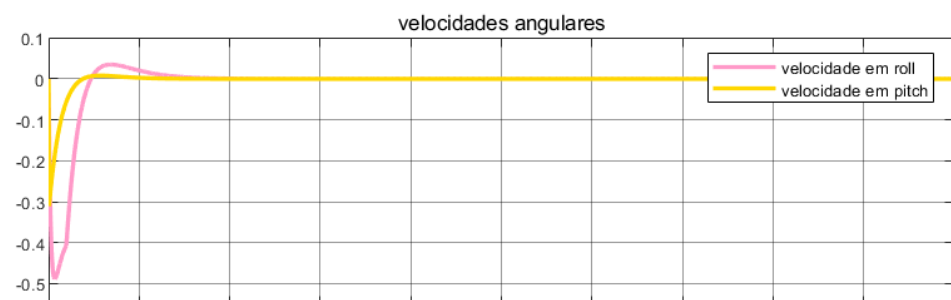 velocidades angulares
0.1
0
-0.1
-0.2
-0.3
-0.4
-0.5
velocidade em roll
velocidade em pitch